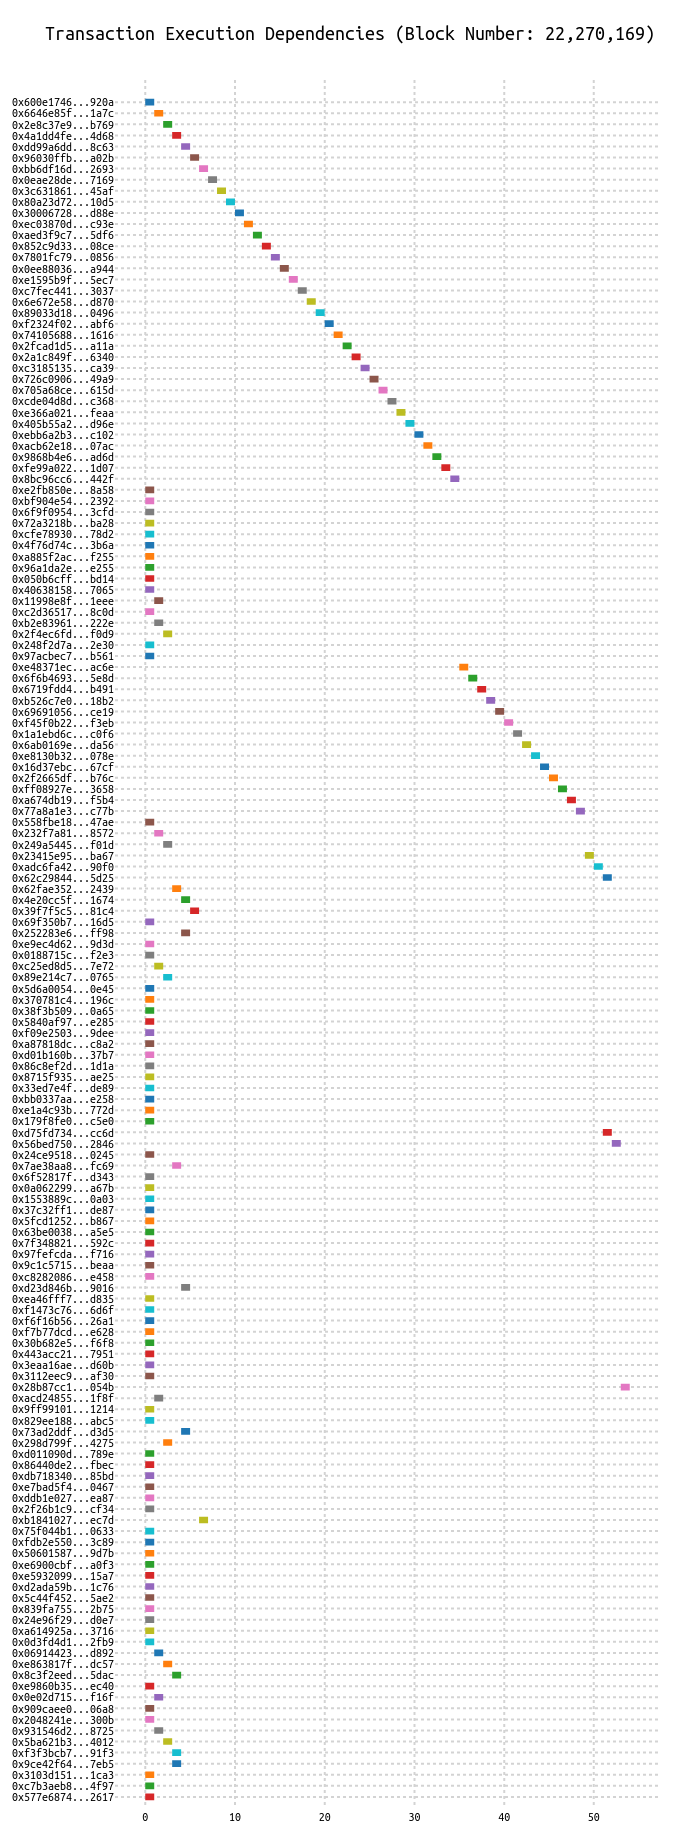 Transaction Execution Dependencies (Block Number: 22,270,169)
0x600e1746...920a
0x6646e85f...1a7c
0x2e8c37e9...b769
0x4a1dd4fe...4d68
0xdd99a6dd...8c63
0x96030ffb...a02b
0xbb6df16d...2693
0x0eae28de...7169
0x3c631861...45af
0x80a23d72...10d5
0x30006728...d88e
0xec03870d...c93e
0xaed3f9c7...5df6
0x852c9d33...08ce
0x7801fc79...0856
0x0ee88036...a944
0xe1595b9f...5ec7
0xc7fec441...3037
0x6e672e58...d870
0x89033d18...0496
0xf2324f02...abf6
0x74105688...1616
0x2fcad1d5...a11a
0x2a1c849f...6340
0xc3185135...ca39
0x726c0906...49a9
0x705a68ce...615d
0xcde04d8d...c368
0xe366a021...feaa
0x405b55a2...d96e
0xebb6a2b3...c102
0xacb62e18...07ac
0x9868b4e6...ad6d
0xfe99a022...1d07
0x8bc96cc6...442f
0xe2fb850e...8a58
0xbf904e54...2392
0x6f9f0954...3cfd
0x72a3218b...ba28
0xcfe78930...78d2
0x4f76d74c...3b6a
0xa885f2ac...f255
0x96a1da2e...e255
0x050b6cff...bd14
0x40638158...7065
0x11998e8f...1eee
0xc2d36517...8c0d
0xb2e83961...222e
0x2f4ec6fd...f0d9
0x248f2d7a...2e30
0x97acbec7...b561
0xe48371ec...ac6e
0x6f6b4693...5e8d
0x6719fdd4...b491
0xb526c7e0...18b2
0x69691056...ce19
0xf45f0b22...f3eb
0x1a1ebd6c...c0f6
0x6ab0169e...da56
0xe8130b32...078e
0x16d37ebc...67cf
0x2f2665df...b76c
0xff08927e...3658
0xa674db19...f5b4
0x77a8a1e3...c77b
0x558fbe18...47ae
0x232f7a81...8572
0x249a5445...f01d
0x23415e95...ba67
0xadc6fa42...90f0
0x62c29844...5d25
0x62fae352...2439
0x4e20cc5f...1674
0x39f7f5c5...81c4
0x69f350b7...16d5
0x252283e6...ff98
0xe9ec4d62...9d3d
0x0188715c...f2e3
0xc25ed8d5...7e72
0x89e214c7...0765
0x5d6a0054...0e45
0x370781c4...196c
0x38f3b509...0a65
0x5840af97...e285
0xf09e2503...9dee
0xa87818dc...c8a2
0xd01b160b...37b7
0x86c8ef2d...1d1a
0x8715f935...ae25
0x33ed7e4f...de89
0xbb0337aa...e258
0xe1a4c93b...772d
0x179f8fe0...c5e0
0xd75fd734...cc6d
0x56bed750...2846
0x24ce9518...0245
0x7ae38aa8...fc69
0x6f52817f...d343
0x0a062299...a67b
0x1553889c...0a03
0x37c32ff1...de87
0x5fcd1252...b867
0x63be0038...a5e5
0x7f348821...592c
0x97fefcda...f716
0x9c1c5715...beaa
0xc8282086...e458
0xd23d846b...9016
0xea46fff7...d835
0xf1473c76...6d6f
0xf6f16b56...26a1
0xf7b77dcd...e628
0x30b682e5...f6f8
0x443acc21...7951
0x3eaa16ae...d60b
0x3112eec9...af30
0x28b87cc1...054b
0xacd24855...1f8f
0x9ff99101...1214
0x829ee188...abc5
0x73ad2ddf...d3d5
0x298d799f...4275
0xd011090d...789e
0x86440de2...fbec
0xdb718340...85bd
0xe7bad5f4...0467
0xddb1e027...ea87
0x2f26b1c9...cf34
0xb1841027...ec7d
0x75f044b1...0633
0xfdb2e550...3c89
0x50601587...9d7b
0xe6900cbf...a0f3
0xe5932099...15a7
0xd2ada59b...1c76
0x5c44f452...5ae2
0x839fa755...2b75
0x24e96f29...d0e7
0xa614925a...3716
0x0d3fd4d1...2fb9
0x06914423...d892
0xe863817f...dc57
0x8c3f2eed...5dac
0xe9860b35...ec40
0x0e02d715...f16f
0x909caee0...06a8
0x2048241e...300b
0x931546d2...8725
0x5ba621b3...4012
0xf3f3bcb7...91f3
0x9ce42f64...7eb5
0x3103d151...1ca3
0xc7b3aeb8...4f97
0x577e6874...2617
0 10 20 30 40 50